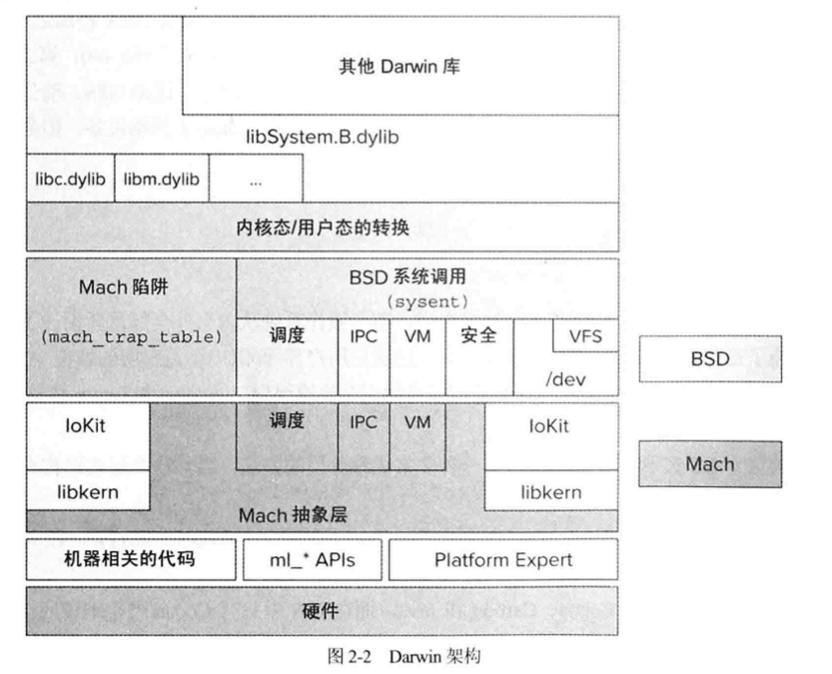 其他 Darwin 库
libSystem.B.dylib
libc.dylib libm.dylib ...
内核态/用户态的转换
Mach 陷阱
(mach_trap_table)
BSD 系统调用
(sysent)
调度 IPC VM 安全 VFS
/dev
BSD
IoKit 调度 IPC VM IoKit
Mach
libkern libkern
Mach 抽象层
机器相关的代码 ml_* APIs Platform Expert
硬件
图 2-2 Darwin 架构